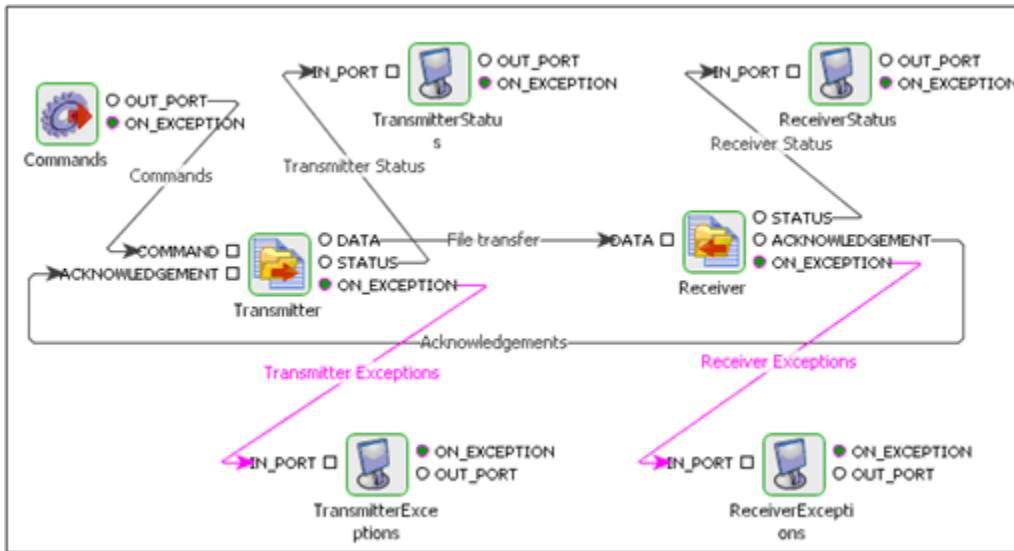 IN_PORT
OUT_PORT
ON_EXCEPTION
TransmitterStatu
s
IN_PORT
OUT_PORT
ON_EXCEPTION
ReceiverStatus
OUT_PORT
ON_EXCEPTION
Commands
Commands
Transmitter Status
Receiver Status
COMMAND
ACKNOWLEDGEMENT
DATA
STATUS
ON_EXCEPTION
Transmitter
File transfer
DATA
STATUS
ACKNOWLEDGEMENT
ON_EXCEPTION
Receiver
Acknowledgements
Transmitter Exceptions
Receiver Exceptions
IN_PORT
ON_EXCEPTION
OUT_PORT
TransmitterExce
ptions
IN_PORT
ON_EXCEPTION
OUT_PORT
ReceiverExcepti
ons